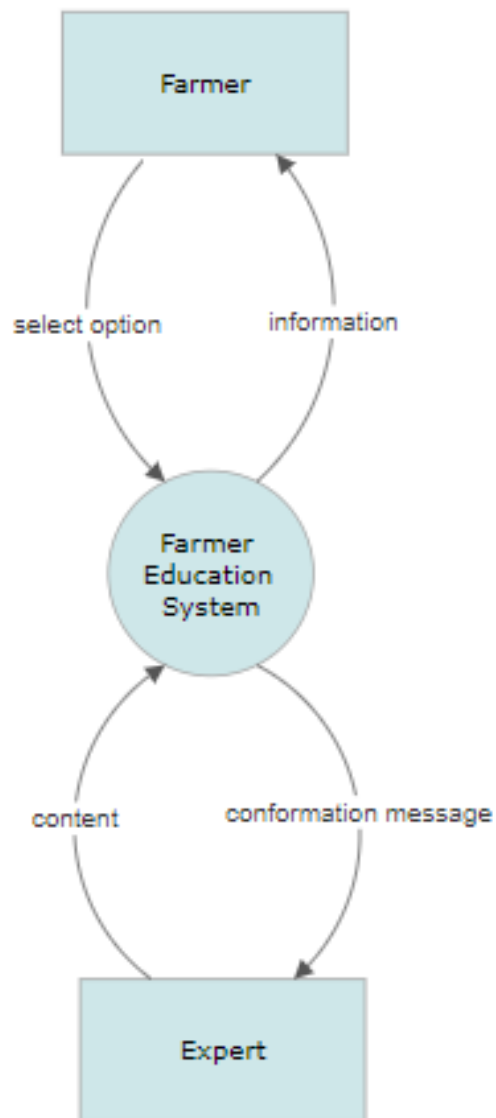 Farmer
select option
information
Farmer
Education
System
content
conformation message
Expert